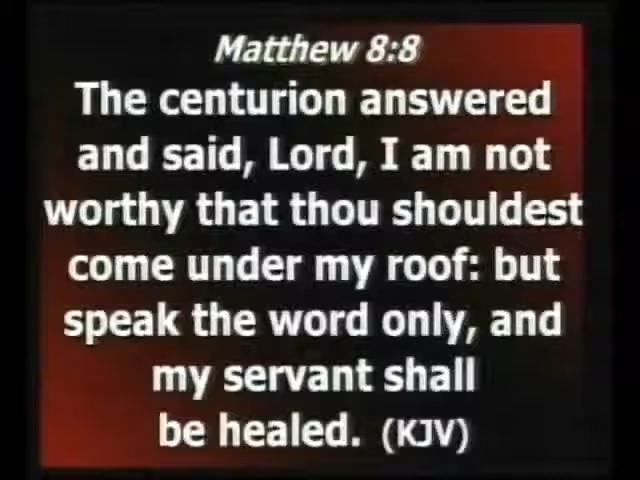 Matthew 8:8
The centurion answered
and said, Lord, I am not
worthy that thou shouldest
come under my roof: but
speak the word only, and
my servant shall
be healed. (KJV)